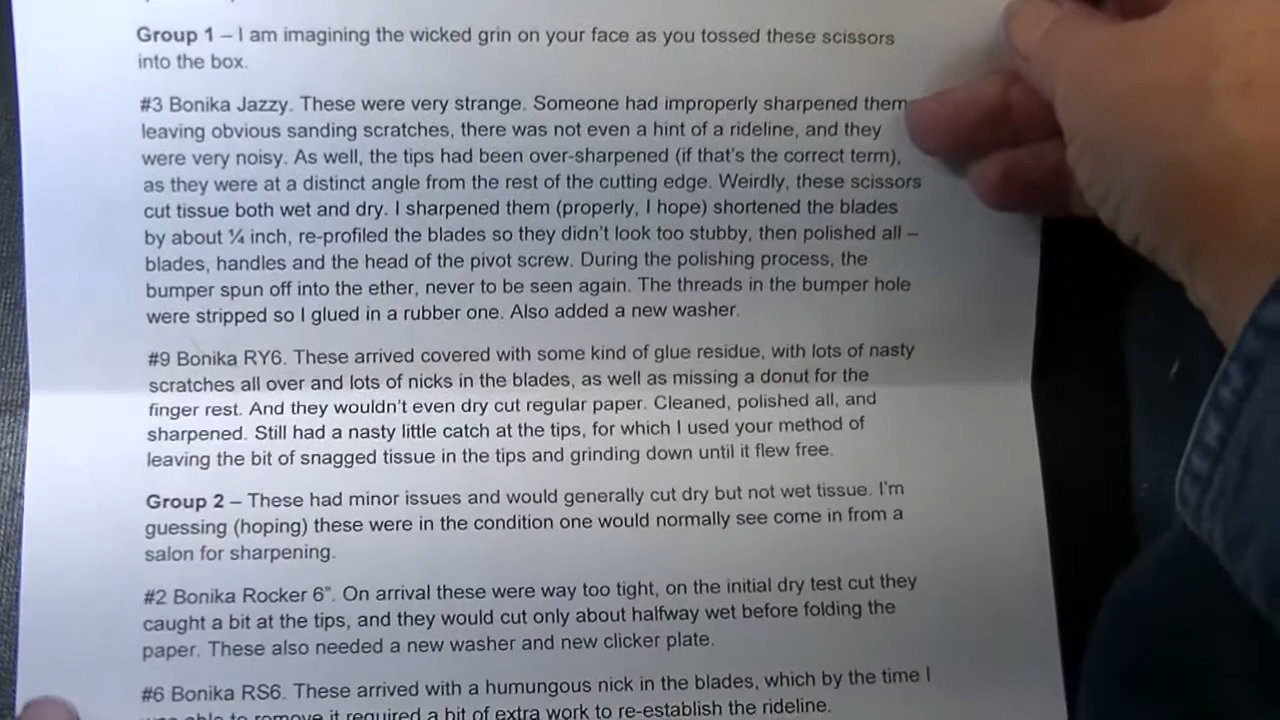 Group 1 – I am imagining the wicked grin on your face as you tossed these scissors
into the box.
#3 Bonika Jazzy. These were very strange. Someone had improperly sharpened them
leaving obvious sanding scratches, there was not even a hint of a rideline, and they
were very noisy. As well, the tips had been over-sharpened (if that's the correct term),
as they were at a distinct angle from the rest of the cutting edge. Weirdly, these scissors
cut tissue both wet and dry. I sharpened them (properly, I hope) shortened the blades
by about ¼ inch, re-profiled the blades so they didn't look too stubby, then polished all –
blades, handles and the head of the pivot screw. During the polishing process, the
bumper spun off into the ether, never to be seen again. The threads in the bumper hole
were stripped so I glued in a rubber one. Also added a new washer.
#9 Bonika RY6. These arrived covered with some kind of glue residue, with lots of nasty
scratches all over and lots of nicks in the blades, as well as missing a donut for the
finger rest. And they wouldn't even dry cut regular paper. Cleaned, polished all, and
sharpened. Still had a nasty little catch at the tips, for which I used your method of
leaving the bit of snagged tissue in the tips and grinding down until it flew free.
Group 2 – These had minor issues and would generally cut dry but not wet tissue. I'm
guessing (hoping) these were in the condition one would normally see come in from a
salon for sharpening.
#2 Bonika Rocker 6". On arrival these were way too tight, on the initial dry test cut they
caught a bit at the tips, and they would cut only about halfway wet before folding the
paper. These also needed a new washer and new clicker plate.
#6 Bonika RS6. These arrived with a humungous nick in the blades, which by the time I
able to remove it required a bit of extra work to re-establish the rideline.